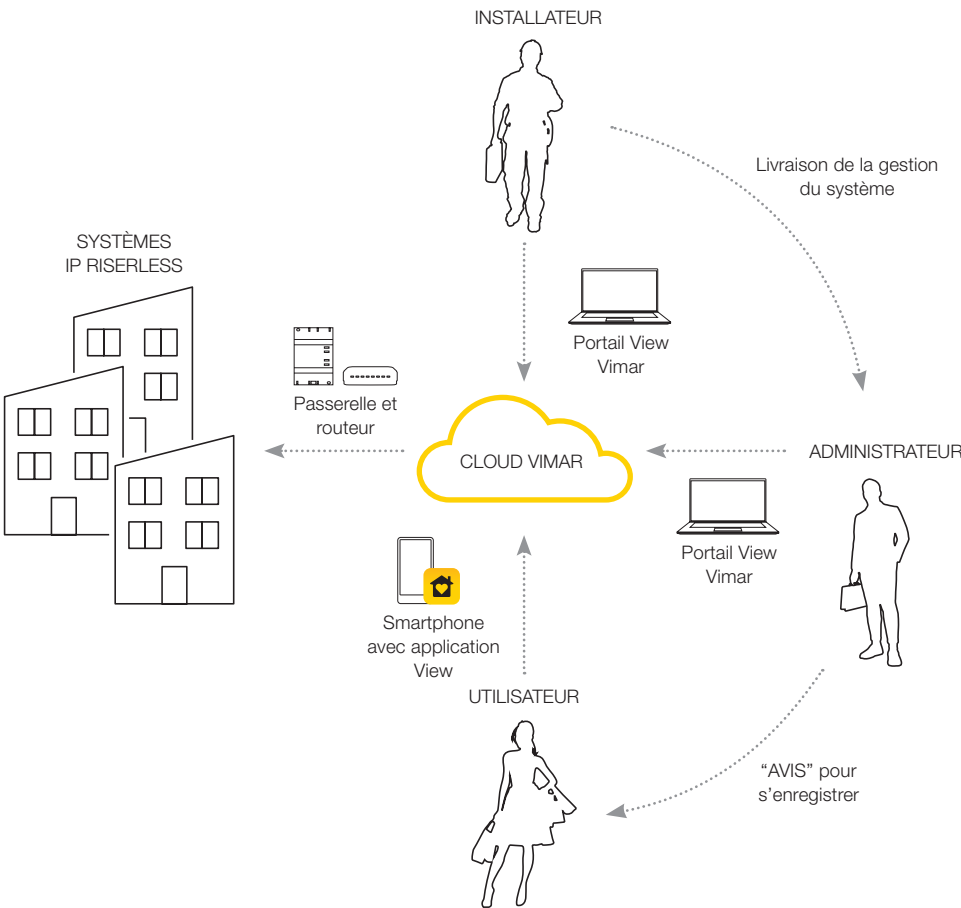 INSTALLATEUR
Livraison de la gestion
du système
SYSTÈMES
IP RISERLESS
Portail View
Vimar
Passerelle et
routeur
CLOUD VIMAR
ADMINISTRATEUR
Portail View
Vimar
Smartphone
avec application
View
UTILISATEUR
“AVIS” pour
s’enregistrer